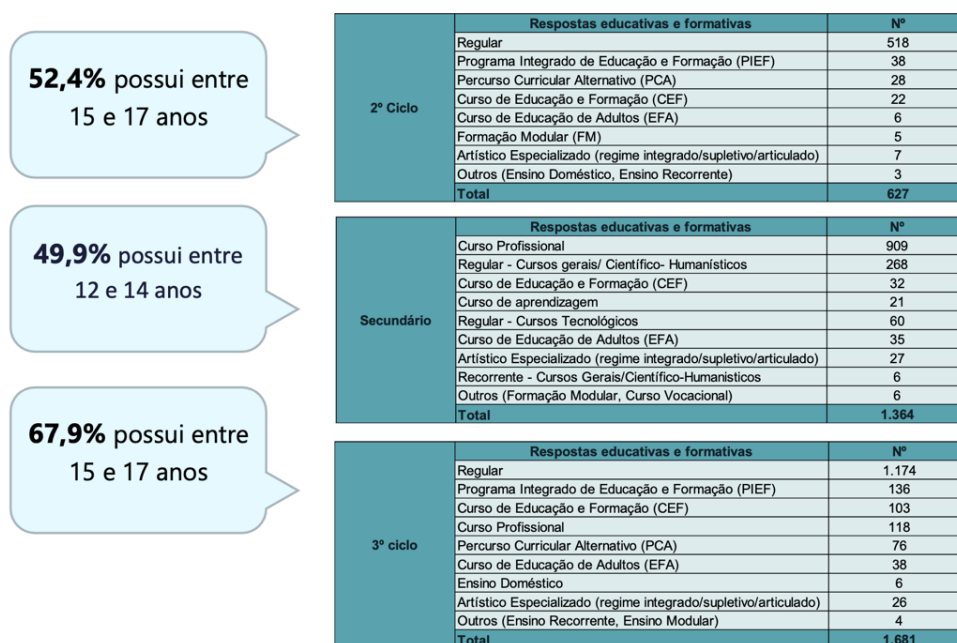 52,4% possui entre
15 e 17 anos
2º Ciclo
Respostas educativas e formativas Nº
Regular 518
Programa Integrado de Educação e Formação (PIEF) 38
Percurso Curricular Alternativo (PCA) 28
Curso de Educação e Formação (CEF) 22
Curso de Educação de Adultos (EFA) 6
Formação Modular (FM) 5
Artístico Especializado (regime integrado/supletivo/articulado) 7
Outros (Ensino Doméstico, Ensino Recorrente) 3
Total 627
49,9% possui entre
12 e 14 anos
Secundário
Respostas educativas e formativas Nº
Curso Profissional 909
Regular - Cursos gerais/ Científico- Humanísticos 268
Curso de Educação e Formação (CEF) 32
Curso de aprendizagem 21
Regular - Cursos Tecnológicos 60
Curso de Educação de Adultos (EFA) 35
Artístico Especializado (regime integrado/supletivo/articulado) 27
Recorrente - Cursos Gerais/Científico-Humanisticos 6
Outros (Formação Modular, Curso Vocacional) 6
Total 1.364
67,9% possui entre
15 e 17 anos
3º ciclo
Respostas educativas e formativas Nº
Regular 1.174
Programa Integrado de Educação e Formação (PIEF) 136
Curso de Educação e Formação (CEF) 103
Curso Profissional 118
Percurso Curricular Alternativo (PCA) 76
Curso de Educação de Adultos (EFA) 38
Ensino Doméstico 6
Artístico Especializado (regime integrado/supletivo/articulado) 26
Outros (Ensino Recorrente, Ensino Modular) 4
Total 1.681